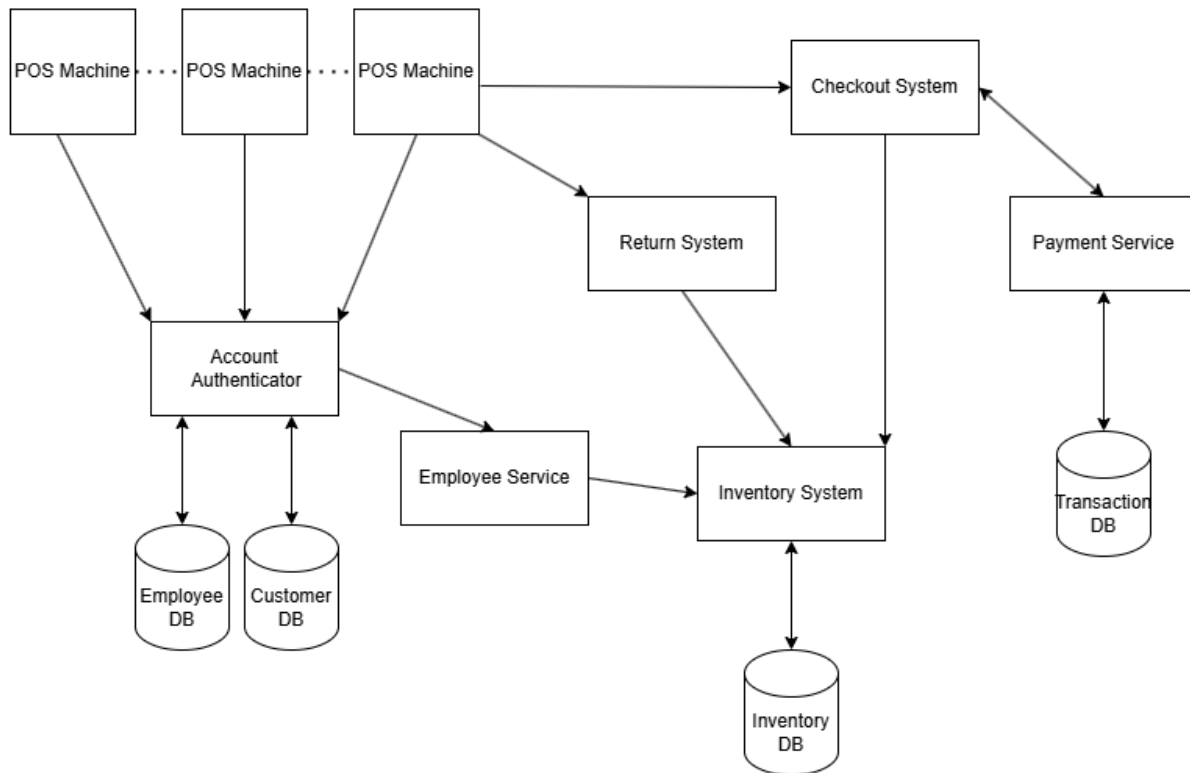 POS Machine
POS Machine
POS Machine
Checkout System
Return System
Payment Service
Account
Authenticator
Employee Service
Inventory System
Transaction
DB
Employee
DB
Customer
DB
Inventory
DB